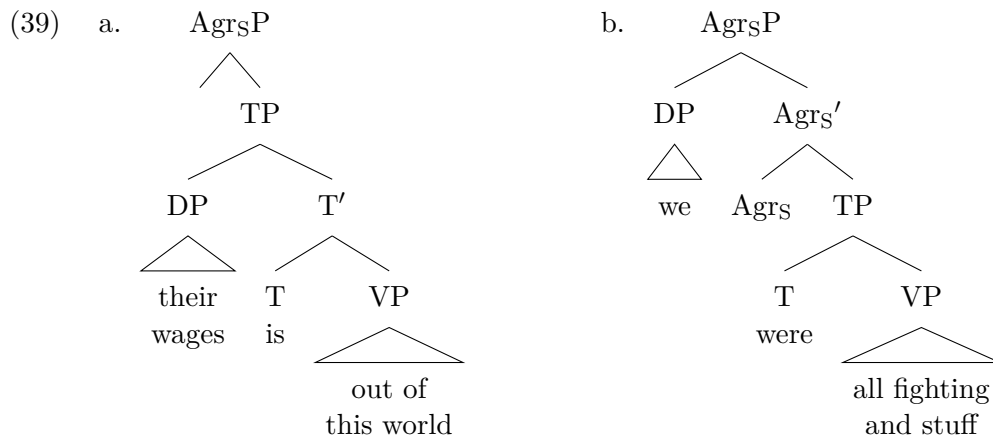 (39) a. AgrSP b. AgrSP
TP DP AgrS′
DP T′ we AgrS TP
their wages T is VP T were VP
out of this world all fighting and stuff